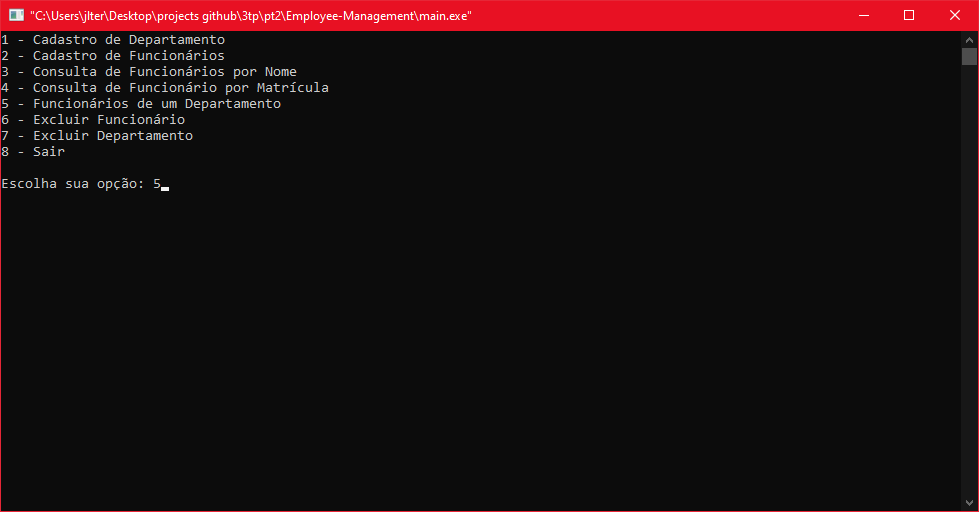 "C:\Users\jlter\Desktop\projects github\3tp\pt2\Employee-Management\main.exe"
1 - Cadastro de Departamento
2 - Cadastro de Funcionários
3 - Consulta de Funcionários por Nome
4 - Consulta de Funcionário por Matrícula
5 - Funcionários de um Departamento
6 - Excluir Funcionário
7 - Excluir Departamento
8 - Sair
Escolha sua opção: 5